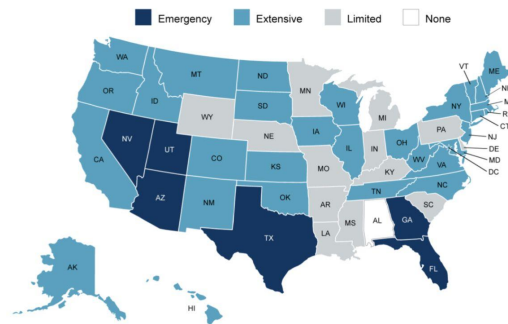 Emergency Extensive Limited None
WA
VT
ME
MT
ND
MN
OR
ID
WI
NY
SD
WY
MI
CT
IA
PA
NJ
NE
NV
OH
DE
UT
IL
IN
MD
CA
CO
WV
VA
DC
KS
MO
KY
NC
TN
AZ
NM
OK
AR
SC
MS
AL
GA
TX
LA
FL
AK
HI